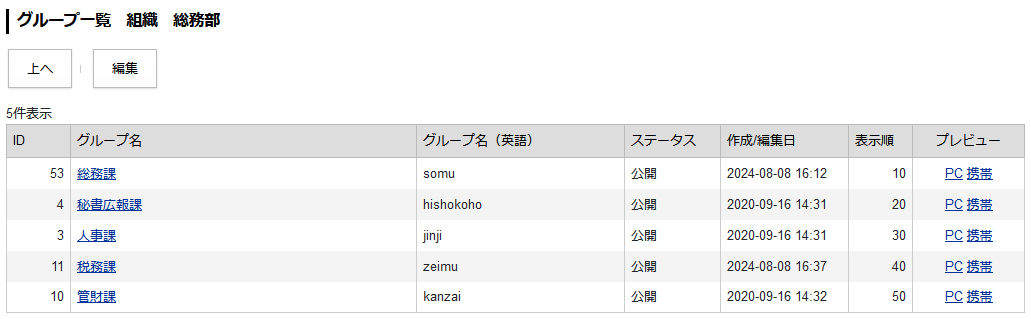 グループ一覧　組織　総務部
上へ 編集
5件表示
ID グループ名 グループ名（英語） ステータス 作成/編集日 表示順 プレビュー
53 総務課 somu 公開 2024-08-08 16:12 10 PC 携帯
4 秘書広報課 hishokoho 公開 2020-09-16 14:31 20 PC 携帯
3 人事課 jinji 公開 2020-09-16 14:31 30 PC 携帯
11 税務課 zeimu 公開 2024-08-08 16:37 40 PC 携帯
10 管財課 kanzai 公開 2020-09-16 14:32 50 PC 携帯